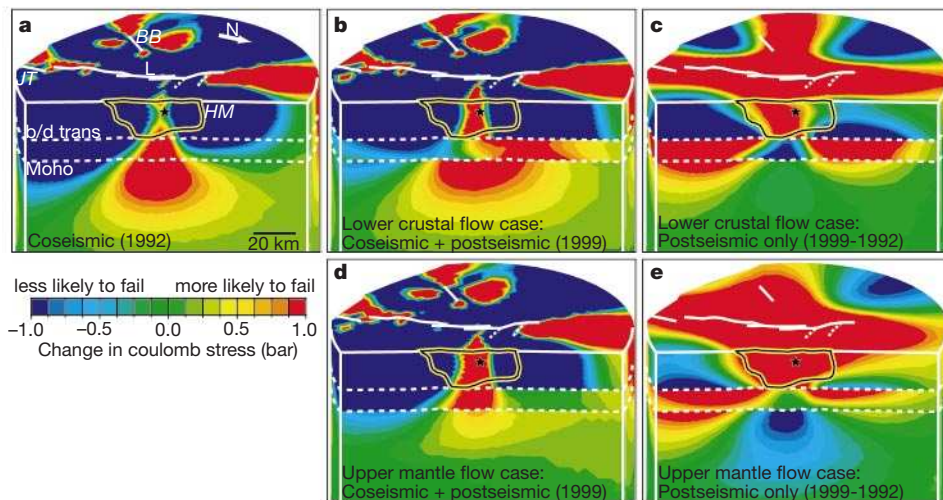 a
BB
N
JT
L
HM
b/d trans
Moho
Coseismic (1992)
20 km
b
Lower crustal flow case:
Coseismic + postseismic (1999)
c
Lower crustal flow case:
Postseismic only (1999-1992)
less likely to fail more likely to fail
−1.0 −0.5 0.0 0.5 1.0
Change in coulomb stress (bar)
d
Upper mantle flow case:
Coseismic + postseismic (1999)
e
Upper mantle flow case:
Postseismic only (1999-1992)